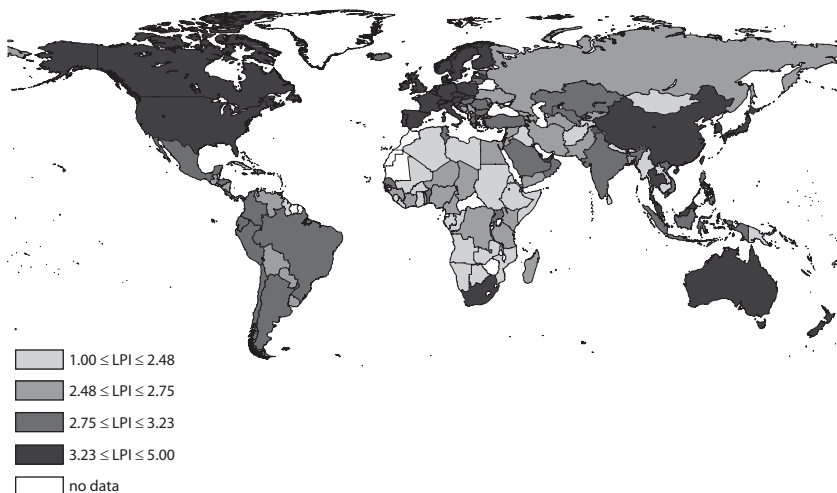 1.00 ≤ LPI ≤ 2.48
2.48 ≤ LPI ≤ 2.75
2.75 ≤ LPI ≤ 3.23
3.23 ≤ LPI ≤ 5.00
no data